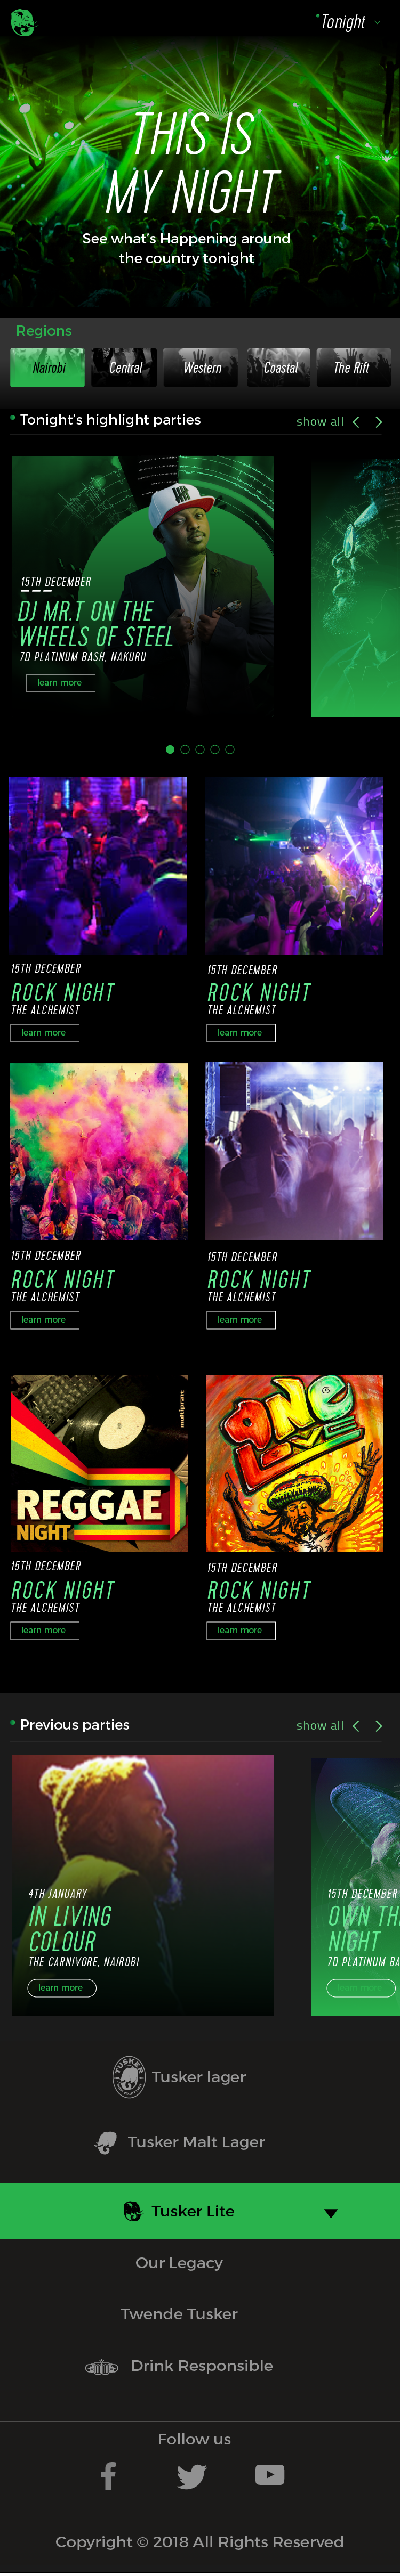 Tonight
THIS IS
MY NIGHT
See what's Happening around
the country tonight
Regions
Nairobi
Central
Western
Coastal
The Rift
Tonight's highlight parties
show all
15TH DECEMBER
DJ MR.T ON THE
WHEELS OF STEEL
7D PLATINUM BASH, NAKURU
learn more
15TH DECEMBER
ROCK NIGHT
THE ALCHEMIST
learn more
15TH DECEMBER
ROCK NIGHT
THE ALCHEMIST
learn more
15TH DECEMBER
ROCK NIGHT
THE ALCHEMIST
learn more
15TH DECEMBER
ROCK NIGHT
THE ALCHEMIST
learn more
multiprint
REGGAE
NIGHT
15TH DECEMBER
ROCK NIGHT
THE ALCHEMIST
learn more
ONE
LOVE
15TH DECEMBER
ROCK NIGHT
THE ALCHEMIST
learn more
Previous parties
show all
4TH JANUARY
IN LIVING
COLOUR
THE CARNIVORE, NAIROBI
learn more
15TH DECEMBER
OWN TH
NIGHT
7D PLATINUM BA
learn more
TUSKER
Tusker lager
Tusker Malt Lager
Tusker Lite
Our Legacy
Twende Tusker
Drink Responsible
Follow us
Copyright © 2018 All Rights Reserved